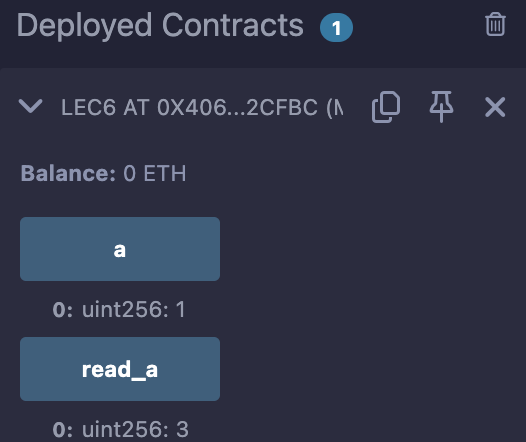 Deployed Contracts 1
LEC6 AT 0X406...2CFBC (M
Balance: 0 ETH
a
0: uint256: 1
read_a
0: uint256: 3